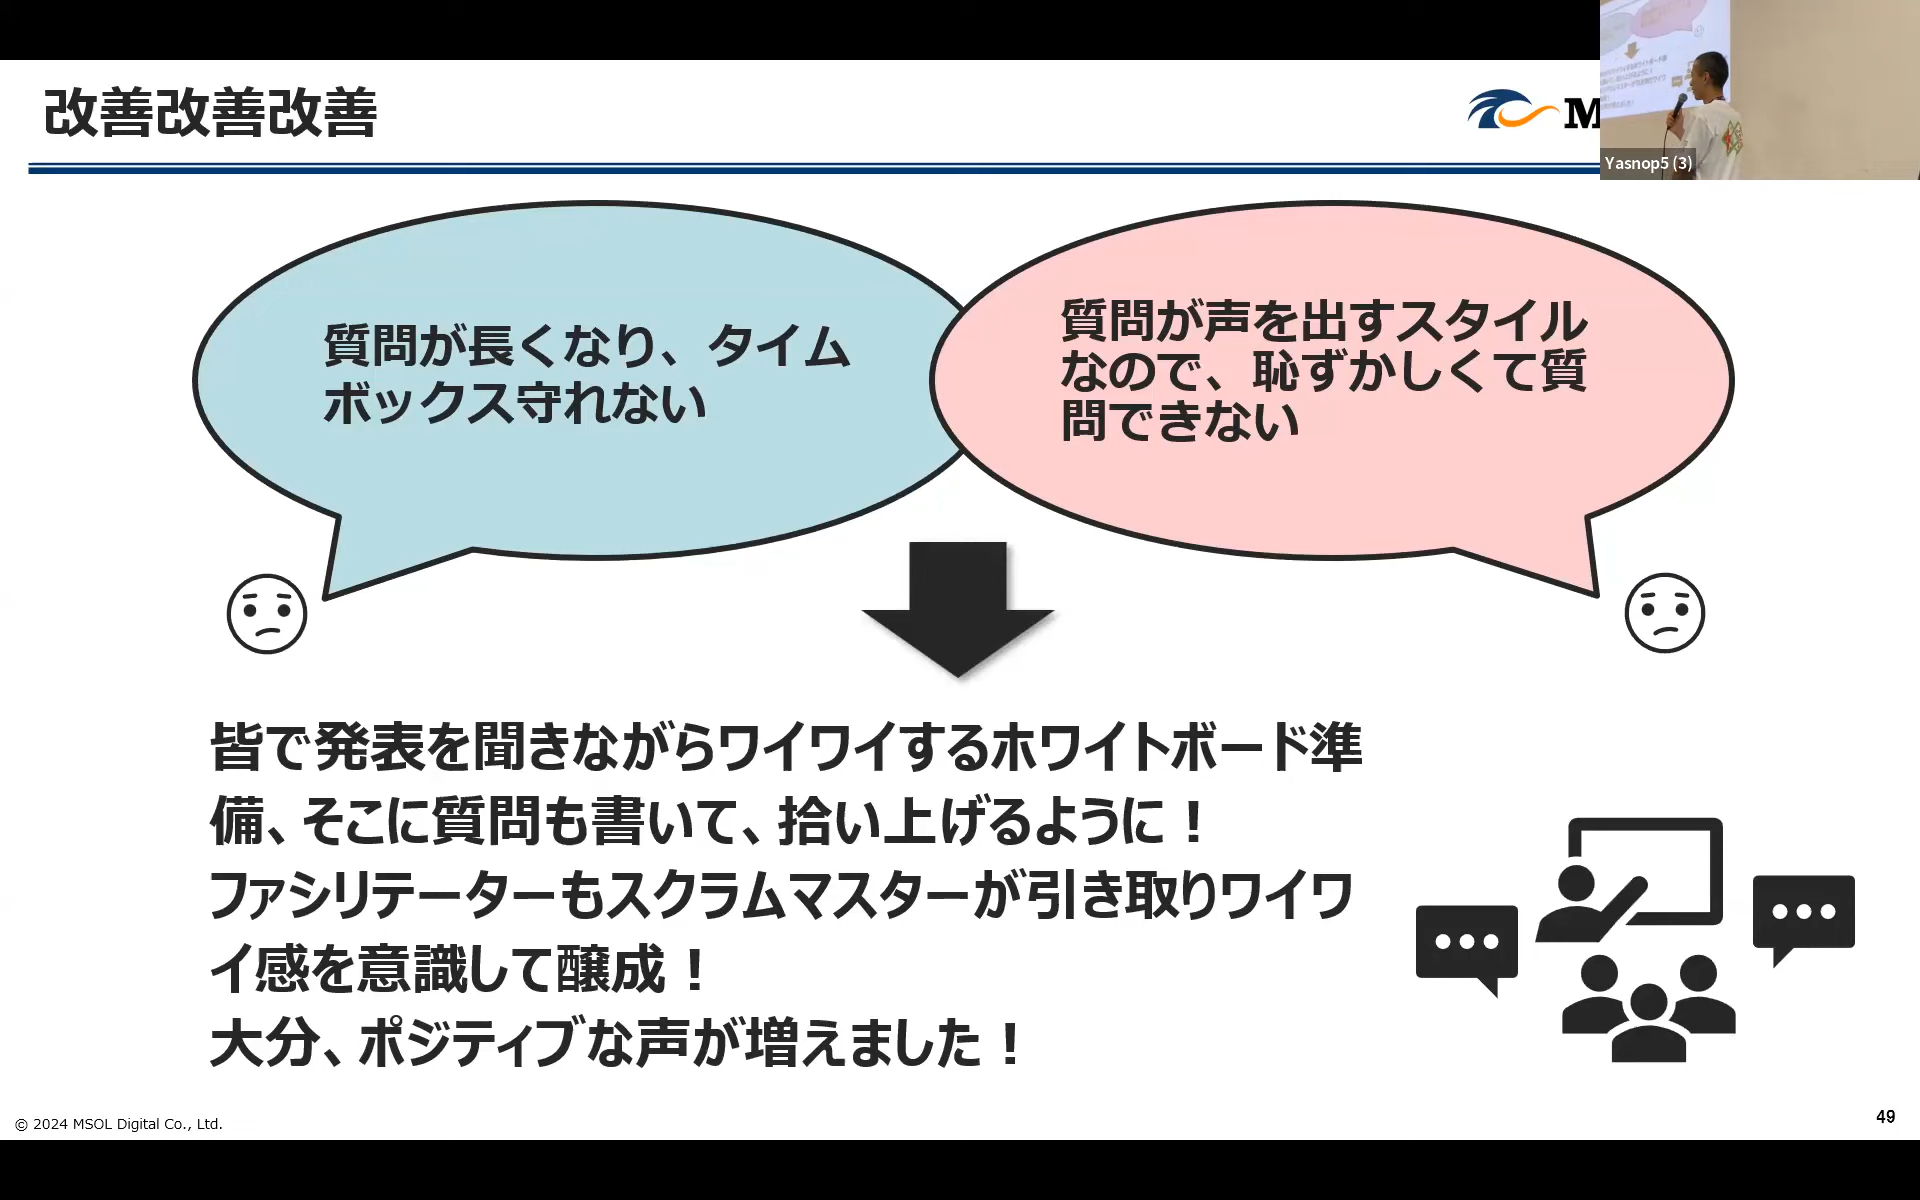 改善改善改善
M
Yasnop5 (3)
質問が長くなり、タイム
ボックス守れない
質問が声を出すスタイル
なので、恥ずかしくて質
問できない
皆で発表を聞きながらワイワイするホワイトボード準
備、そこに質問も書いて、拾い上げるように！
ファシリテーターもスクラムマスターが引き取りワイワ
イ感を意識して醸成！
大分、ポジティブな声が増えました！
© 2024 MSOL Digital Co., Ltd.
49